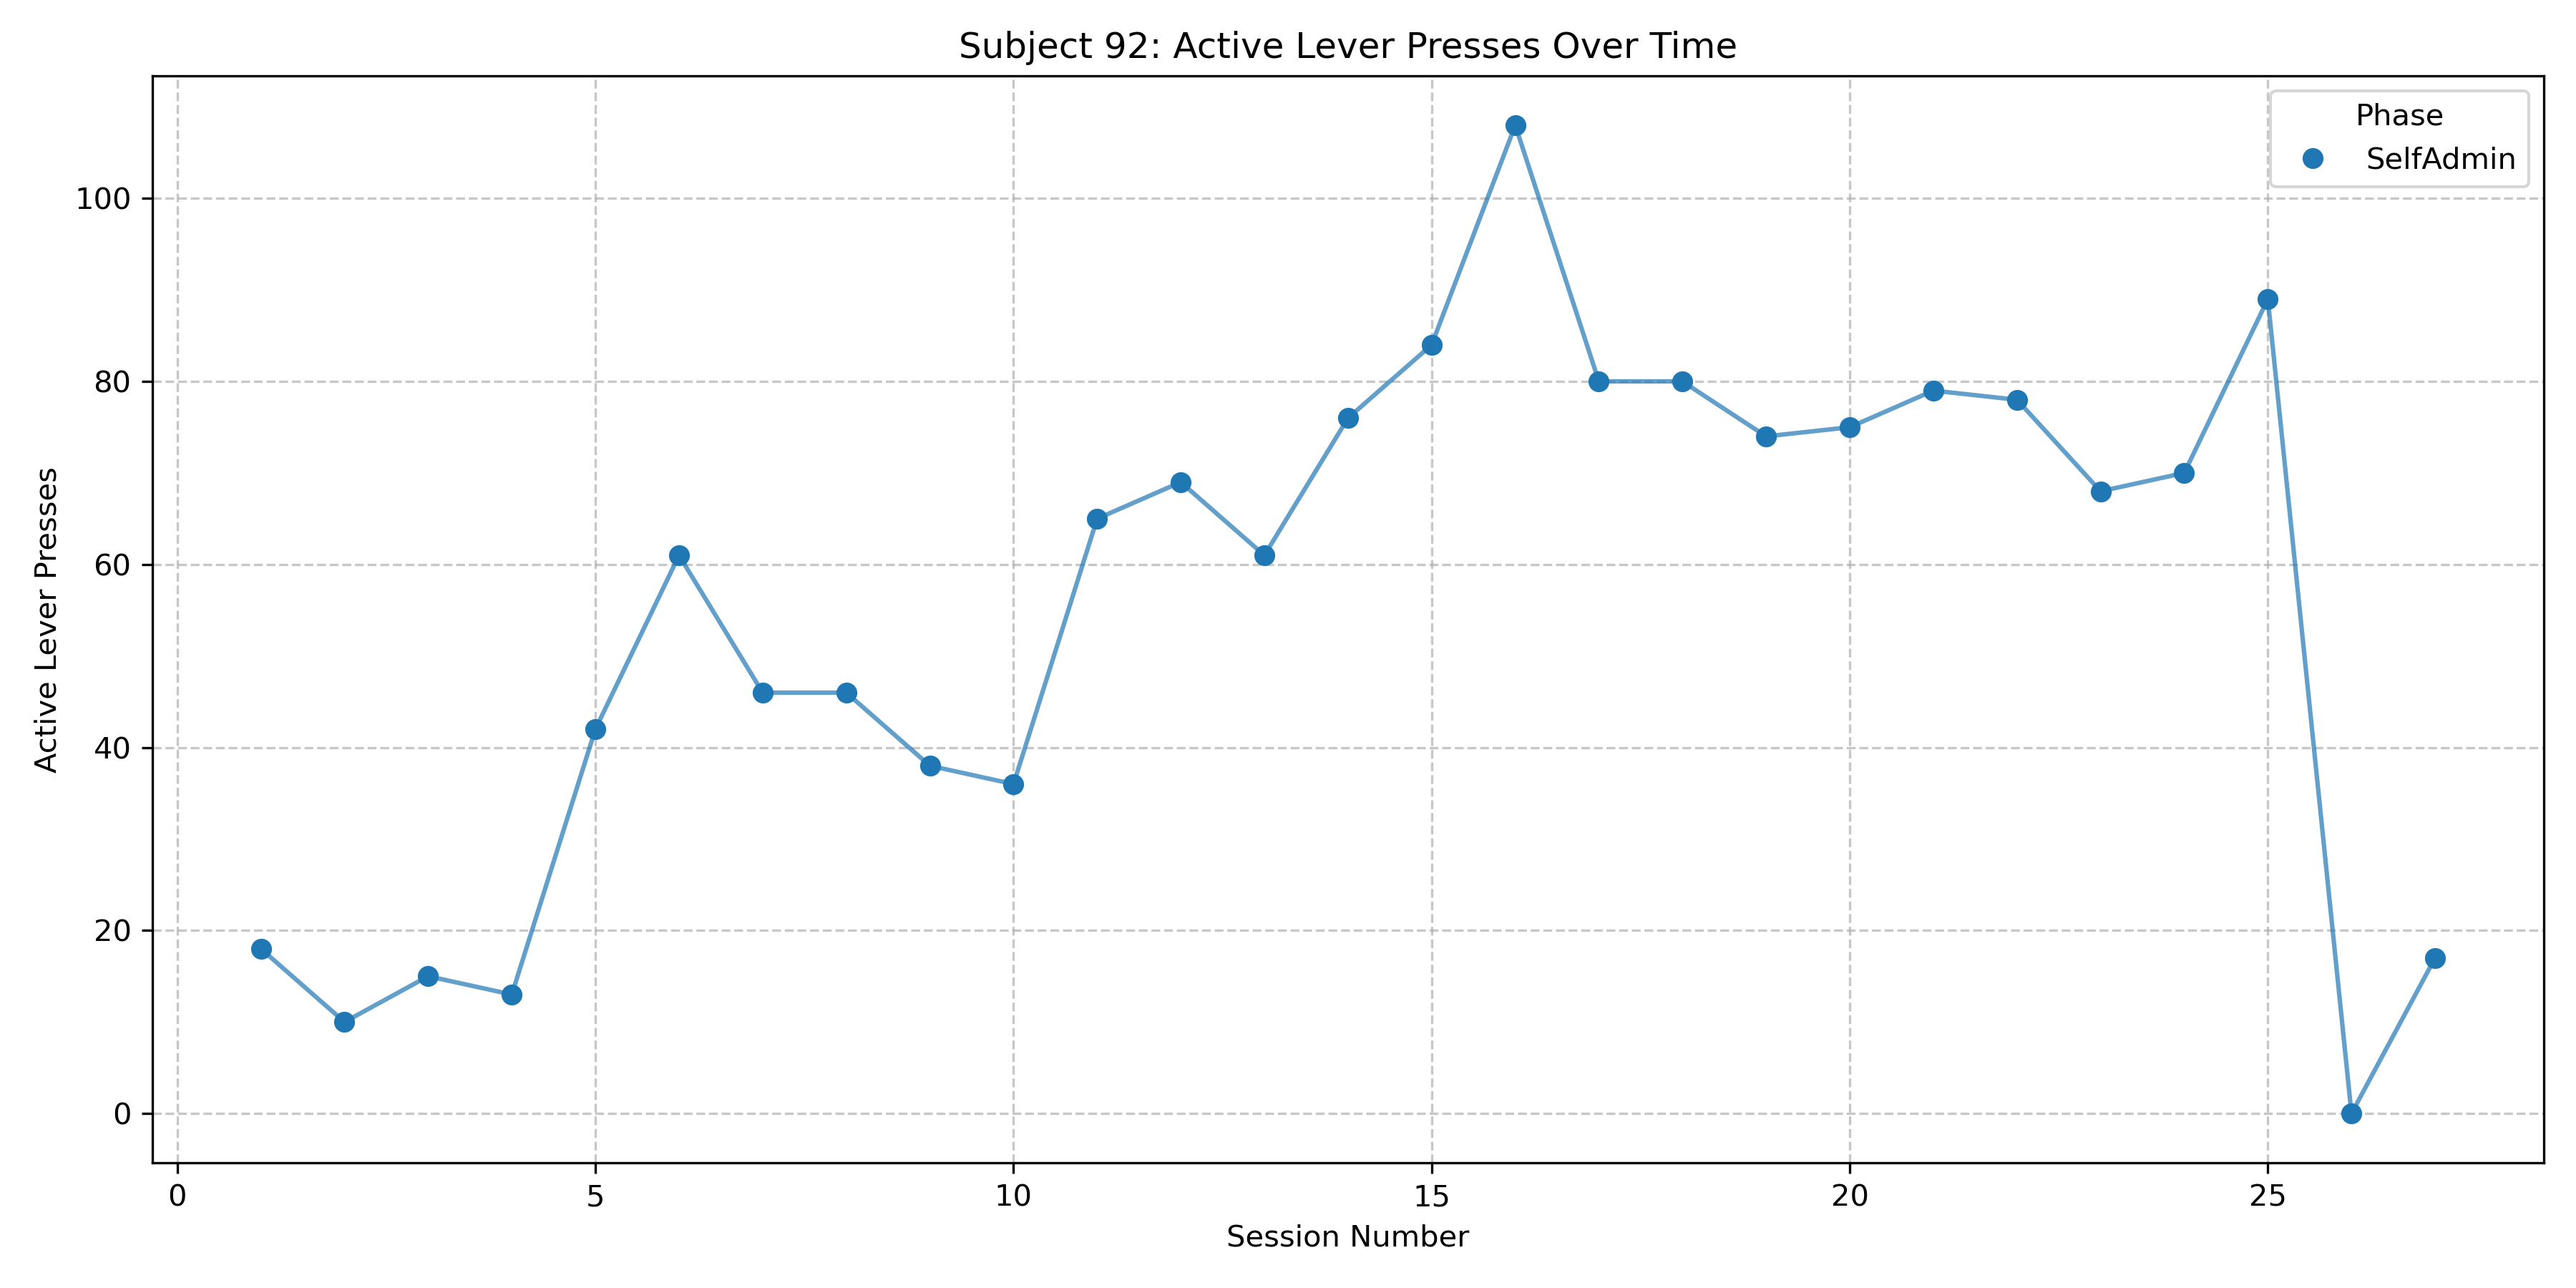 Subject 92: Active Lever Presses Over Time
Phase
SelfAdmin
Active Lever Presses
100
80
60
40
20
0
0 5 10 15 20 25
Session Number